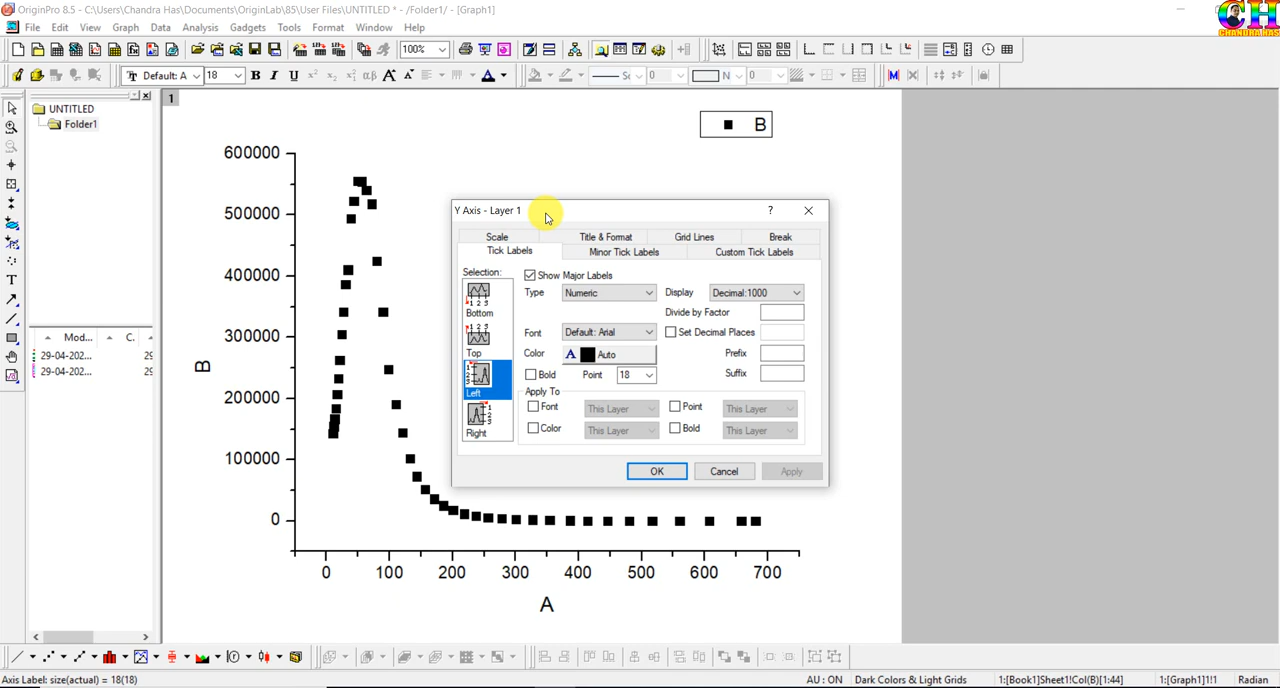 OriginPro 8.5 - C:\Users\Chandra Has\Documents\OriginLab\85\User Files\UNTITLED * - /Folder1/ - [Graph1]
CH
CHANDRA HAS
File Edit View Graph Data Analysis Gadgets Tools Format Window Help
100%
Default: A 18 B I U 0 N 0
UNTITLED
Folder1
1
B
600000
500000
400000
300000
200000
100000
0
B
0 100 200 300 400 500 600 700
A
Mod... C.
29-04-202... 29
29-04-202... 29
Y Axis - Layer 1 ?
Scale Title & Format Grid Lines Break
Tick Labels Minor Tick Labels Custom Tick Labels
Selection:
Bottom
Top
Left
Right
Show Major Labels
Type Numeric Display Decimal:1000
Divide by Factor
Font Default: Arial Set Decimal Places
Color A Auto Prefix
Bold Point 18 Suffix
Apply To
Font This Layer Point This Layer
Color This Layer Bold This Layer
OK Cancel Apply
Axis Label: size(actual) = 18(18) AU : ON Dark Colors & Light Grids 1:[Book1]Sheet1!Col(B)[1:44] 1:[Graph1]1!1 Radian